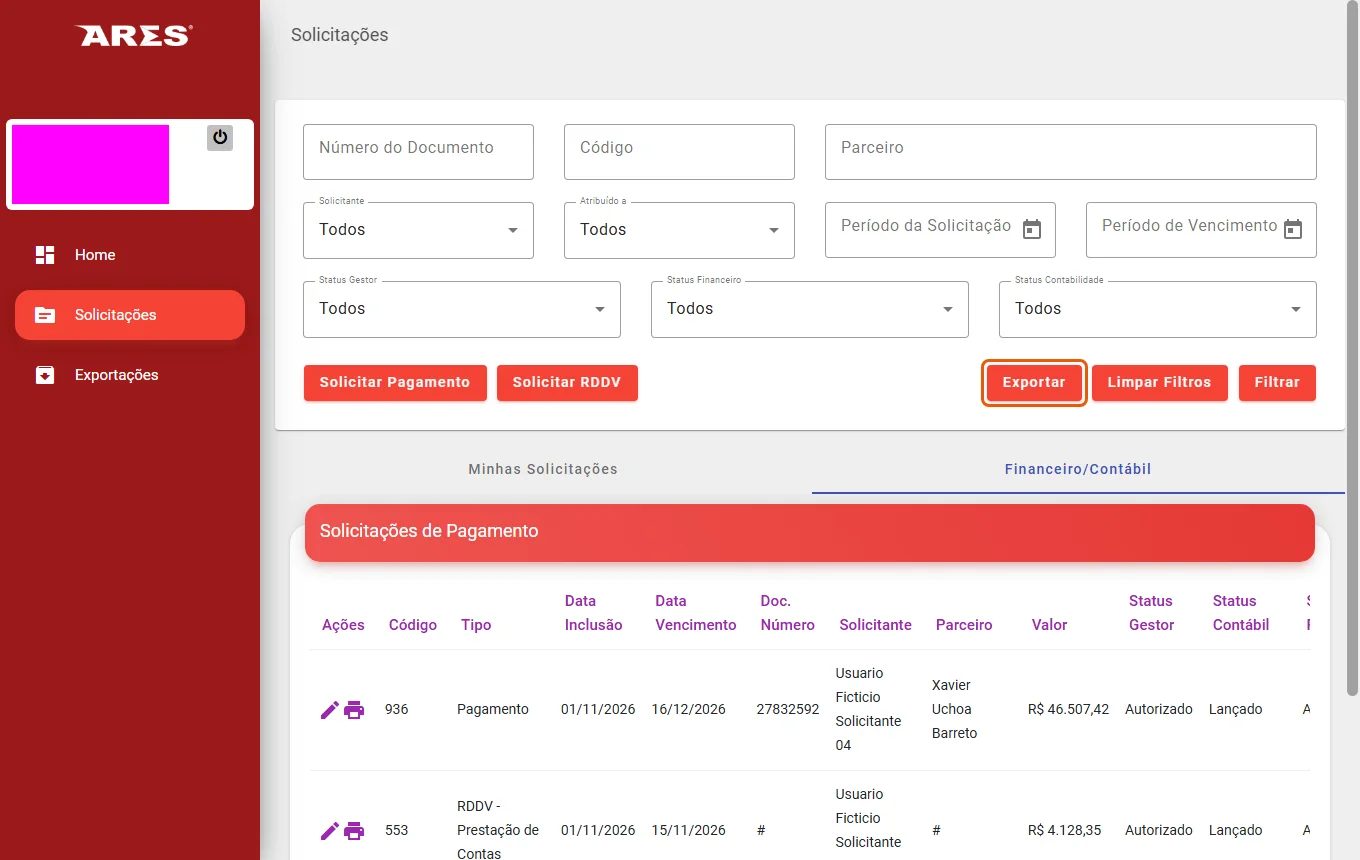 ARES
Solicitações
Número do Documento
Código
Parceiro
Solicitante
Todos
Atribuído a
Todos
Período da Solicitação
Período de Vencimento
Status Gestor
Todos
Status Financeiro
Todos
Status Contabilidade
Todos
Home
Solicitações
Exportações
Solicitar Pagamento
Solicitar RDDV
Exportar
Limpar Filtros
Filtrar
Minhas Solicitações
Financeiro/Contábil
Solicitações de Pagamento
Ações
Código
Tipo
Data
Inclusão
Data
Vencimento
Doc.
Número
Solicitante
Parceiro
Valor
Status
Gestor
Status
Contábil
936
Pagamento
01/11/2026
16/12/2026
27832592
Usuario
Ficticio
Solicitante
04
Xavier
Uchoa
Barreto
R$ 46.507,42
Autorizado
Lançado
553
RDDV -
Prestação de
Contas
01/11/2026
15/11/2026
#
Usuario
Ficticio
Solicitante
#
R$ 4.128,35
Autorizado
Lançado